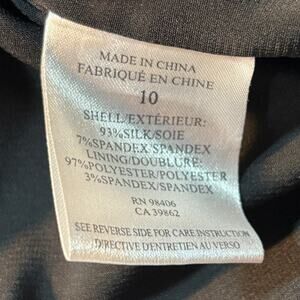 MADE IN CHINA
FABRIQUÉ EN CHINE
10
SHELL/EXTÉRIEUR:
93%SILK/SOIE
7%SPANDEX/SPANDEX
LINING/DOUBLURE:
97%POLYESTER/POLYESTER
3%SPANDEX/SPANDEX
RN 98406
CA 39862
SEE REVERSE SIDE FOR CARE INSTRUCTION
DIRECTIVE D'ENTRETIEN AU VERSO